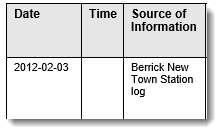 Date Time Source of
Information
2012-02-03 Berrick New
Town Station
log